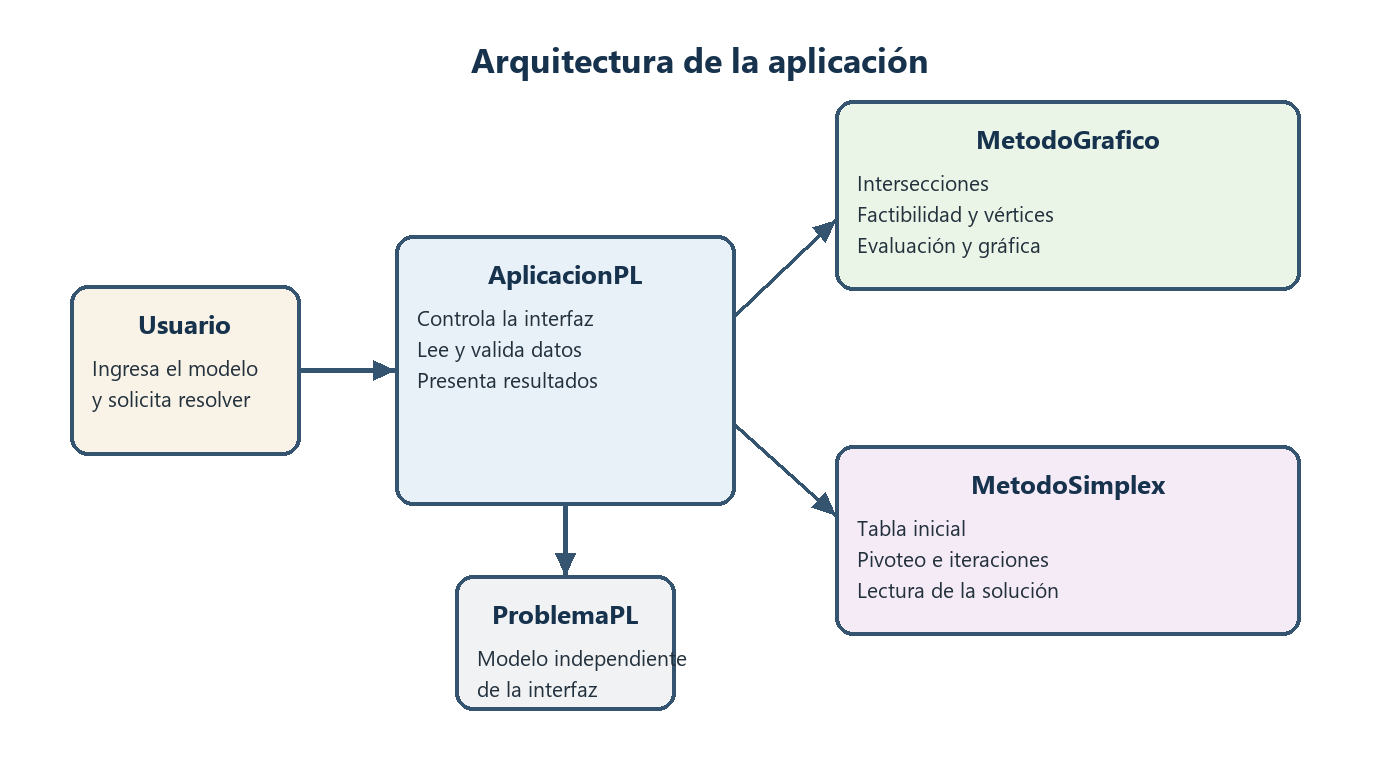 Arquitectura de la aplicación
Usuario
Ingresa el modelo
y solicita resolver
AplicacionPL
Controla la interfaz
Lee y valida datos
Presenta resultados
MetodoGrafico
Intersecciones
Factibilidad y vértices
Evaluación y gráfica
MetodoSimplex
Tabla inicial
Pivoteo e iteraciones
Lectura de la solución
ProblemaPL
Modelo independiente
de la interfaz